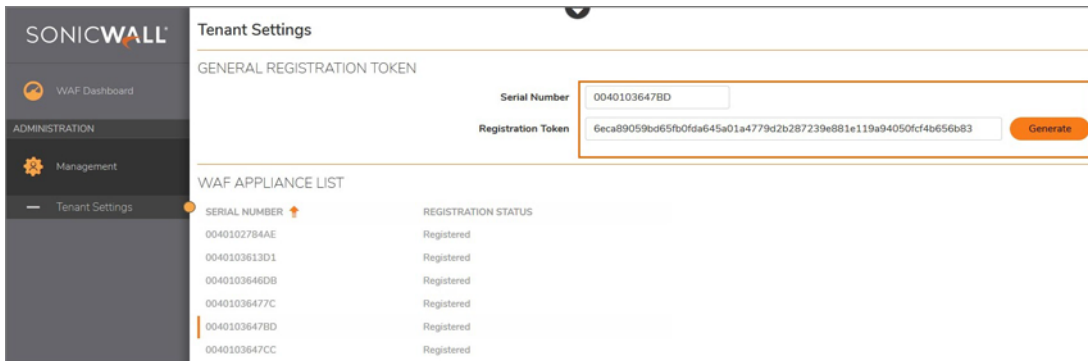 SONICWALL
Tenant Settings
GENERAL REGISTRATION TOKEN
WAF Dashboard
Serial Number 0040103647BD
ADMINISTRATION
Registration Token 6eca89059bd65fb0fda645a01a4779d2b287239e881e119a94050fcf4b656b83 Generate
Management
WAF APPLIANCE LIST
Tenant Settings
SERIAL NUMBER REGISTRATION STATUS
0040102784AE Registered
0040103613D1 Registered
0040103646DB Registered
00401036477C Registered
0040103647BD Registered
0040103647CC Registered